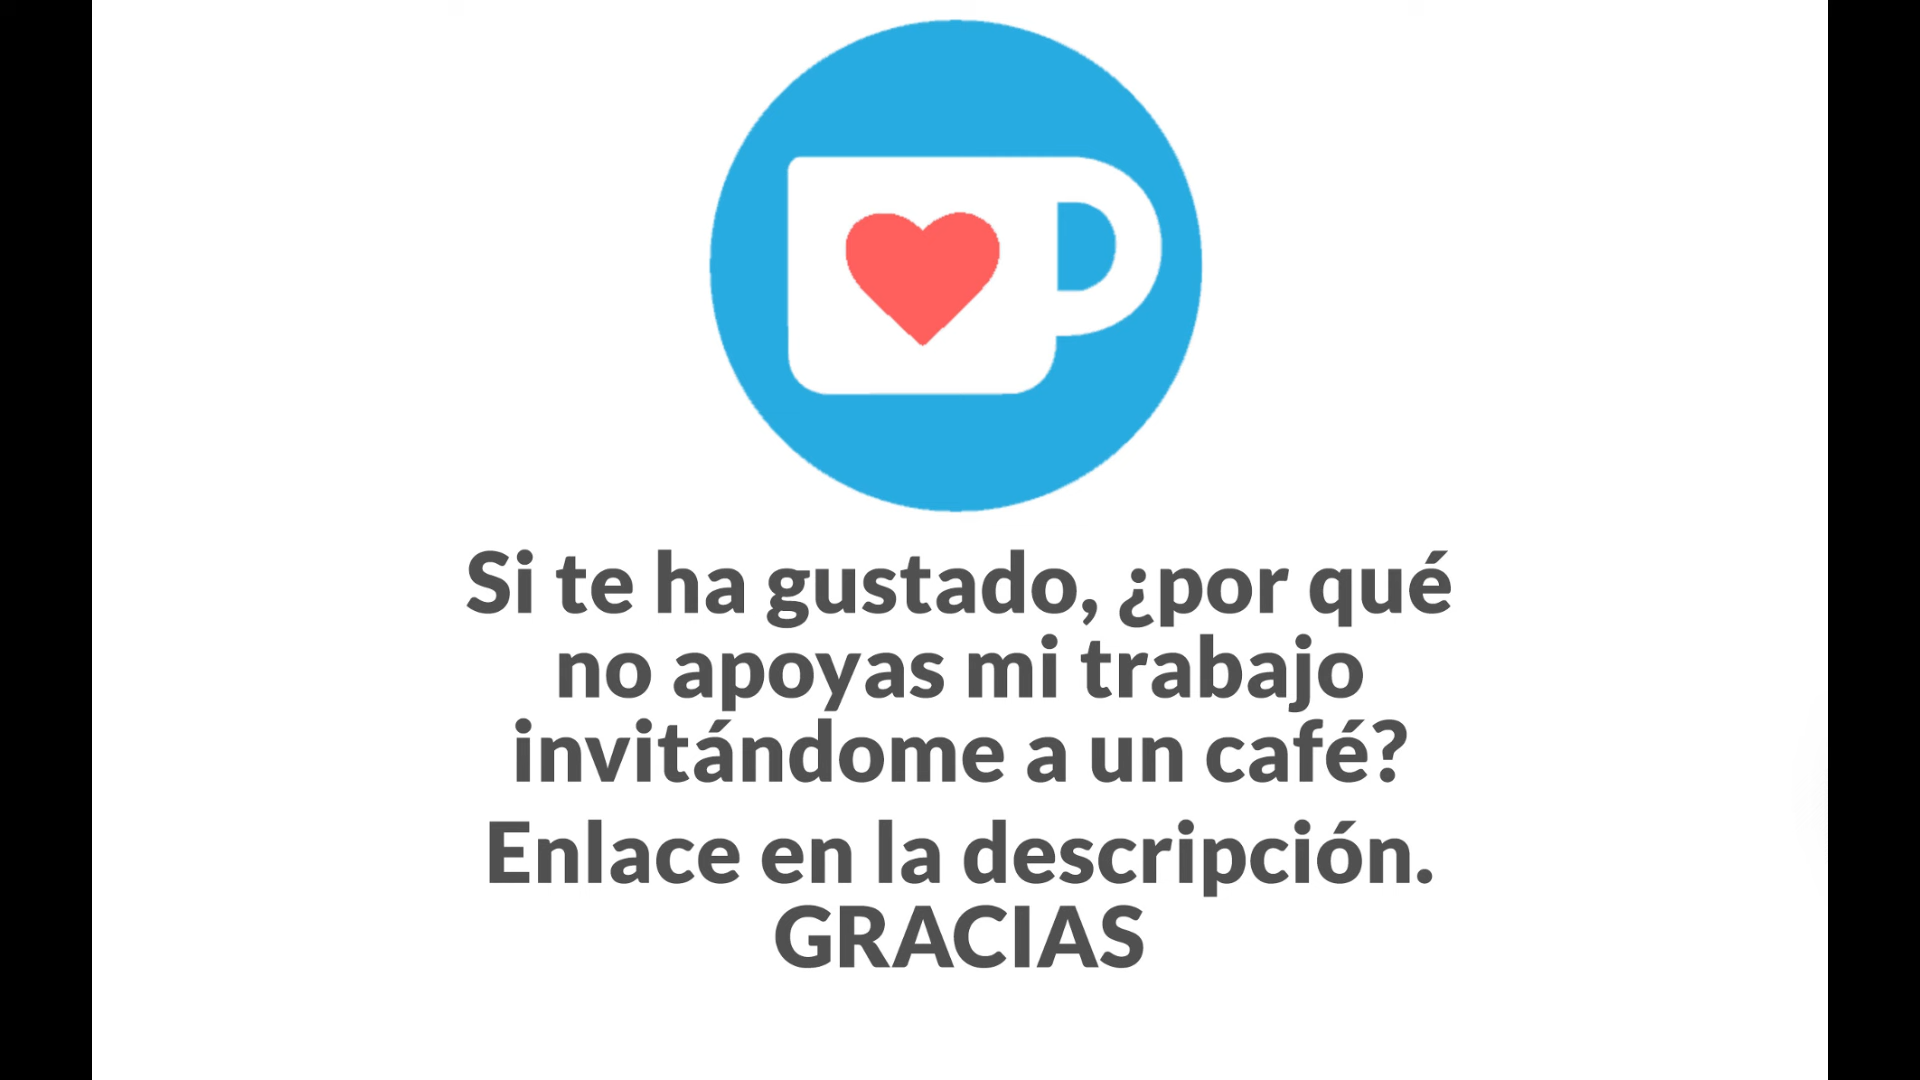 Si te ha gustado, ¿por qué
no apoyas mi trabajo
invitándome a un café?
Enlace en la descripción.
GRACIAS